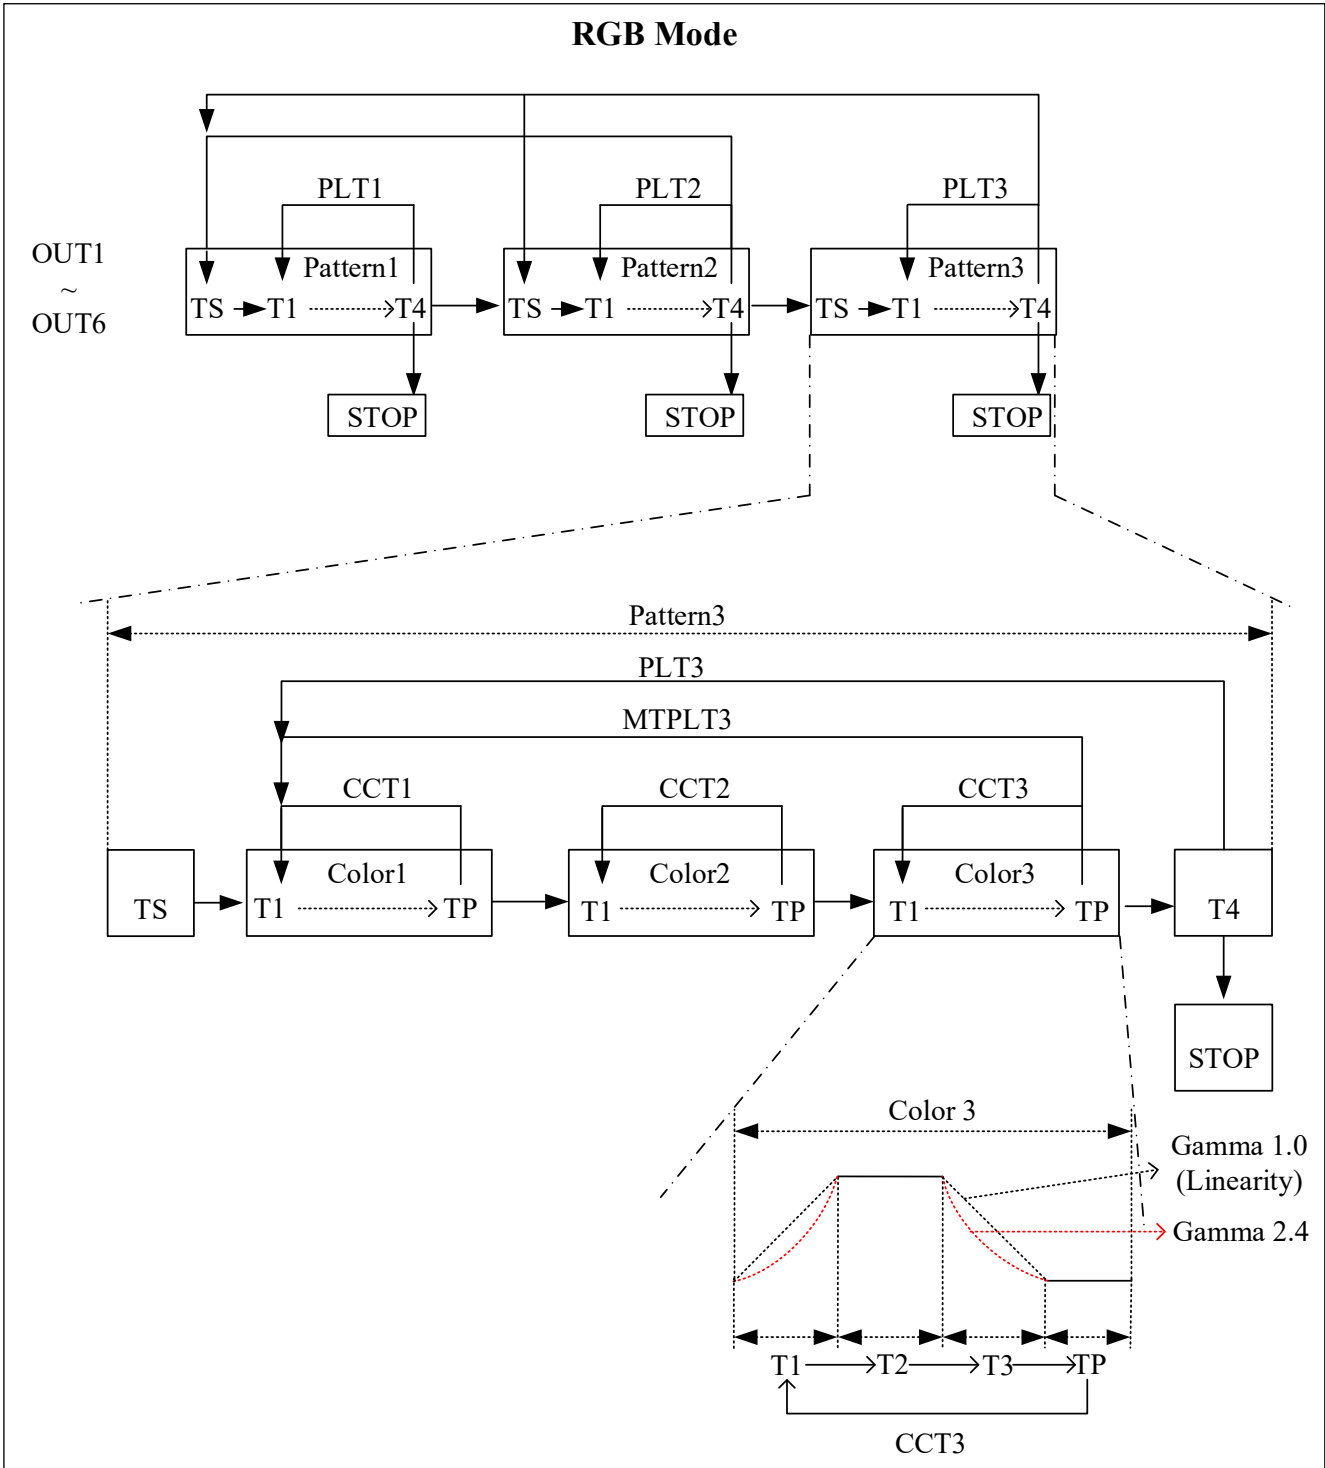 RGB Mode
PLT1
PLT2
PLT3
OUT1
~
OUT6
Pattern1
Pattern2
Pattern3
TS T1 T4
TS T1 T4
TS T1 T4
STOP
STOP
STOP
Pattern3
PLT3
MTPLT3
CCT1
CCT2
CCT3
Color1
Color2
Color3
TS
T1 TP
T1 TP
T1 TP
T4
STOP
Color 3
Gamma 1.0
(Linearity)
Gamma 2.4
T1 T2 T3 TP
CCT3